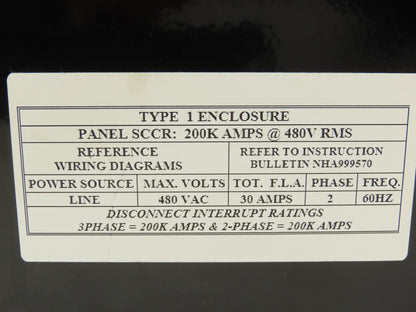 TYPE 1 ENCLOSURE
PANEL SCCR: 200K AMPS @ 480V RMS
REFERENCE WIRING DIAGRAMS
REFER TO INSTRUCTION BULLETIN NHA999570
POWER SOURCE MAX. VOLTS TOT. F.L.A. PHASE FREQ.
LINE 480 VAC 30 AMPS 2 60HZ
DISCONNECT INTERRUPT RATINGS
3PHASE = 200K AMPS & 2-PHASE = 200K AMPS